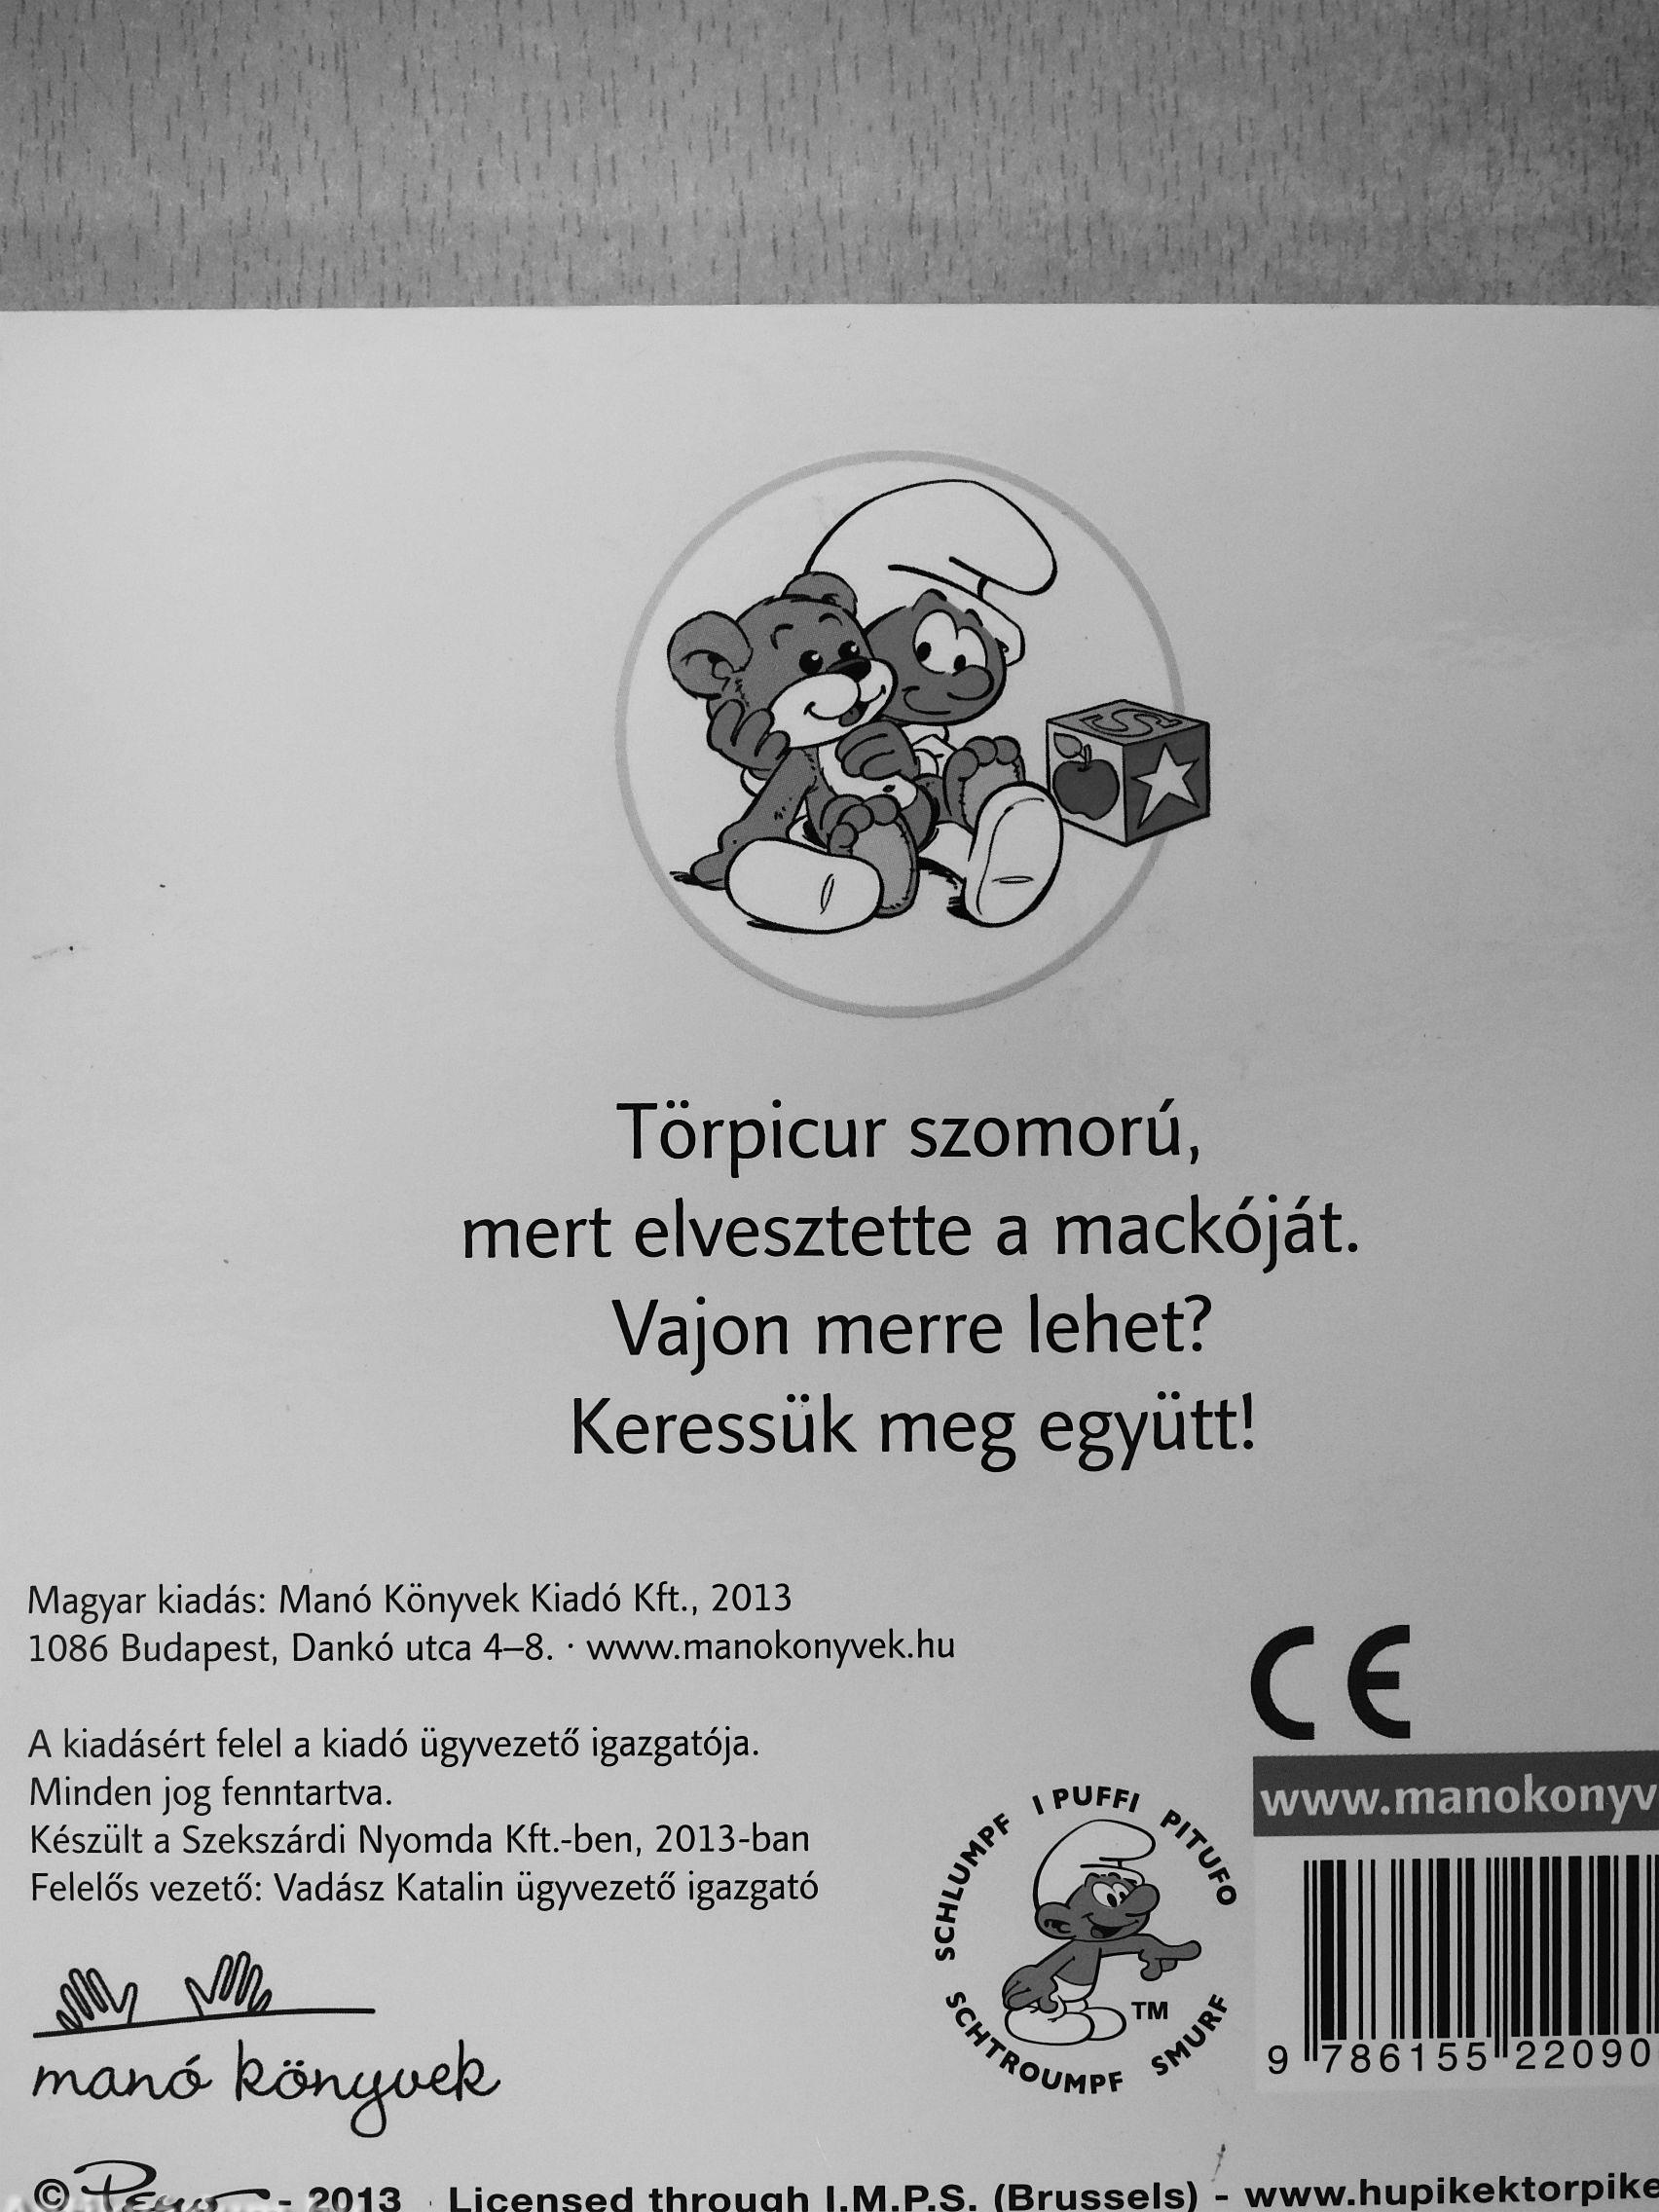 S
Törpicur szomorú,
mert elvesztette a mackóját.
Vajon merre lehet?
Keressük meg együtt!
Magyar kiadás: Manó Könyvek Kiadó Kft., 2013
1086 Budapest, Dankó utca 4–8. · www.manokonyvek.hu
A kiadásért felel a kiadó ügyvezető igazgatója.
Minden jog fenntartva.
Készült a Szekszárdi Nyomda Kft.-ben, 2013-ban
Felelős vezető: Vadász Katalin ügyvezető igazgató
manó könyvek
CE
www.manokonyv
SCHLUMPF I PUFFI PITUFO
SCHTROUMPF SMURF
TM
9 786155 22090
© Peyo - 2013 · Licensed through I.M.P.S. (Brussels) - www.hupikektorpike